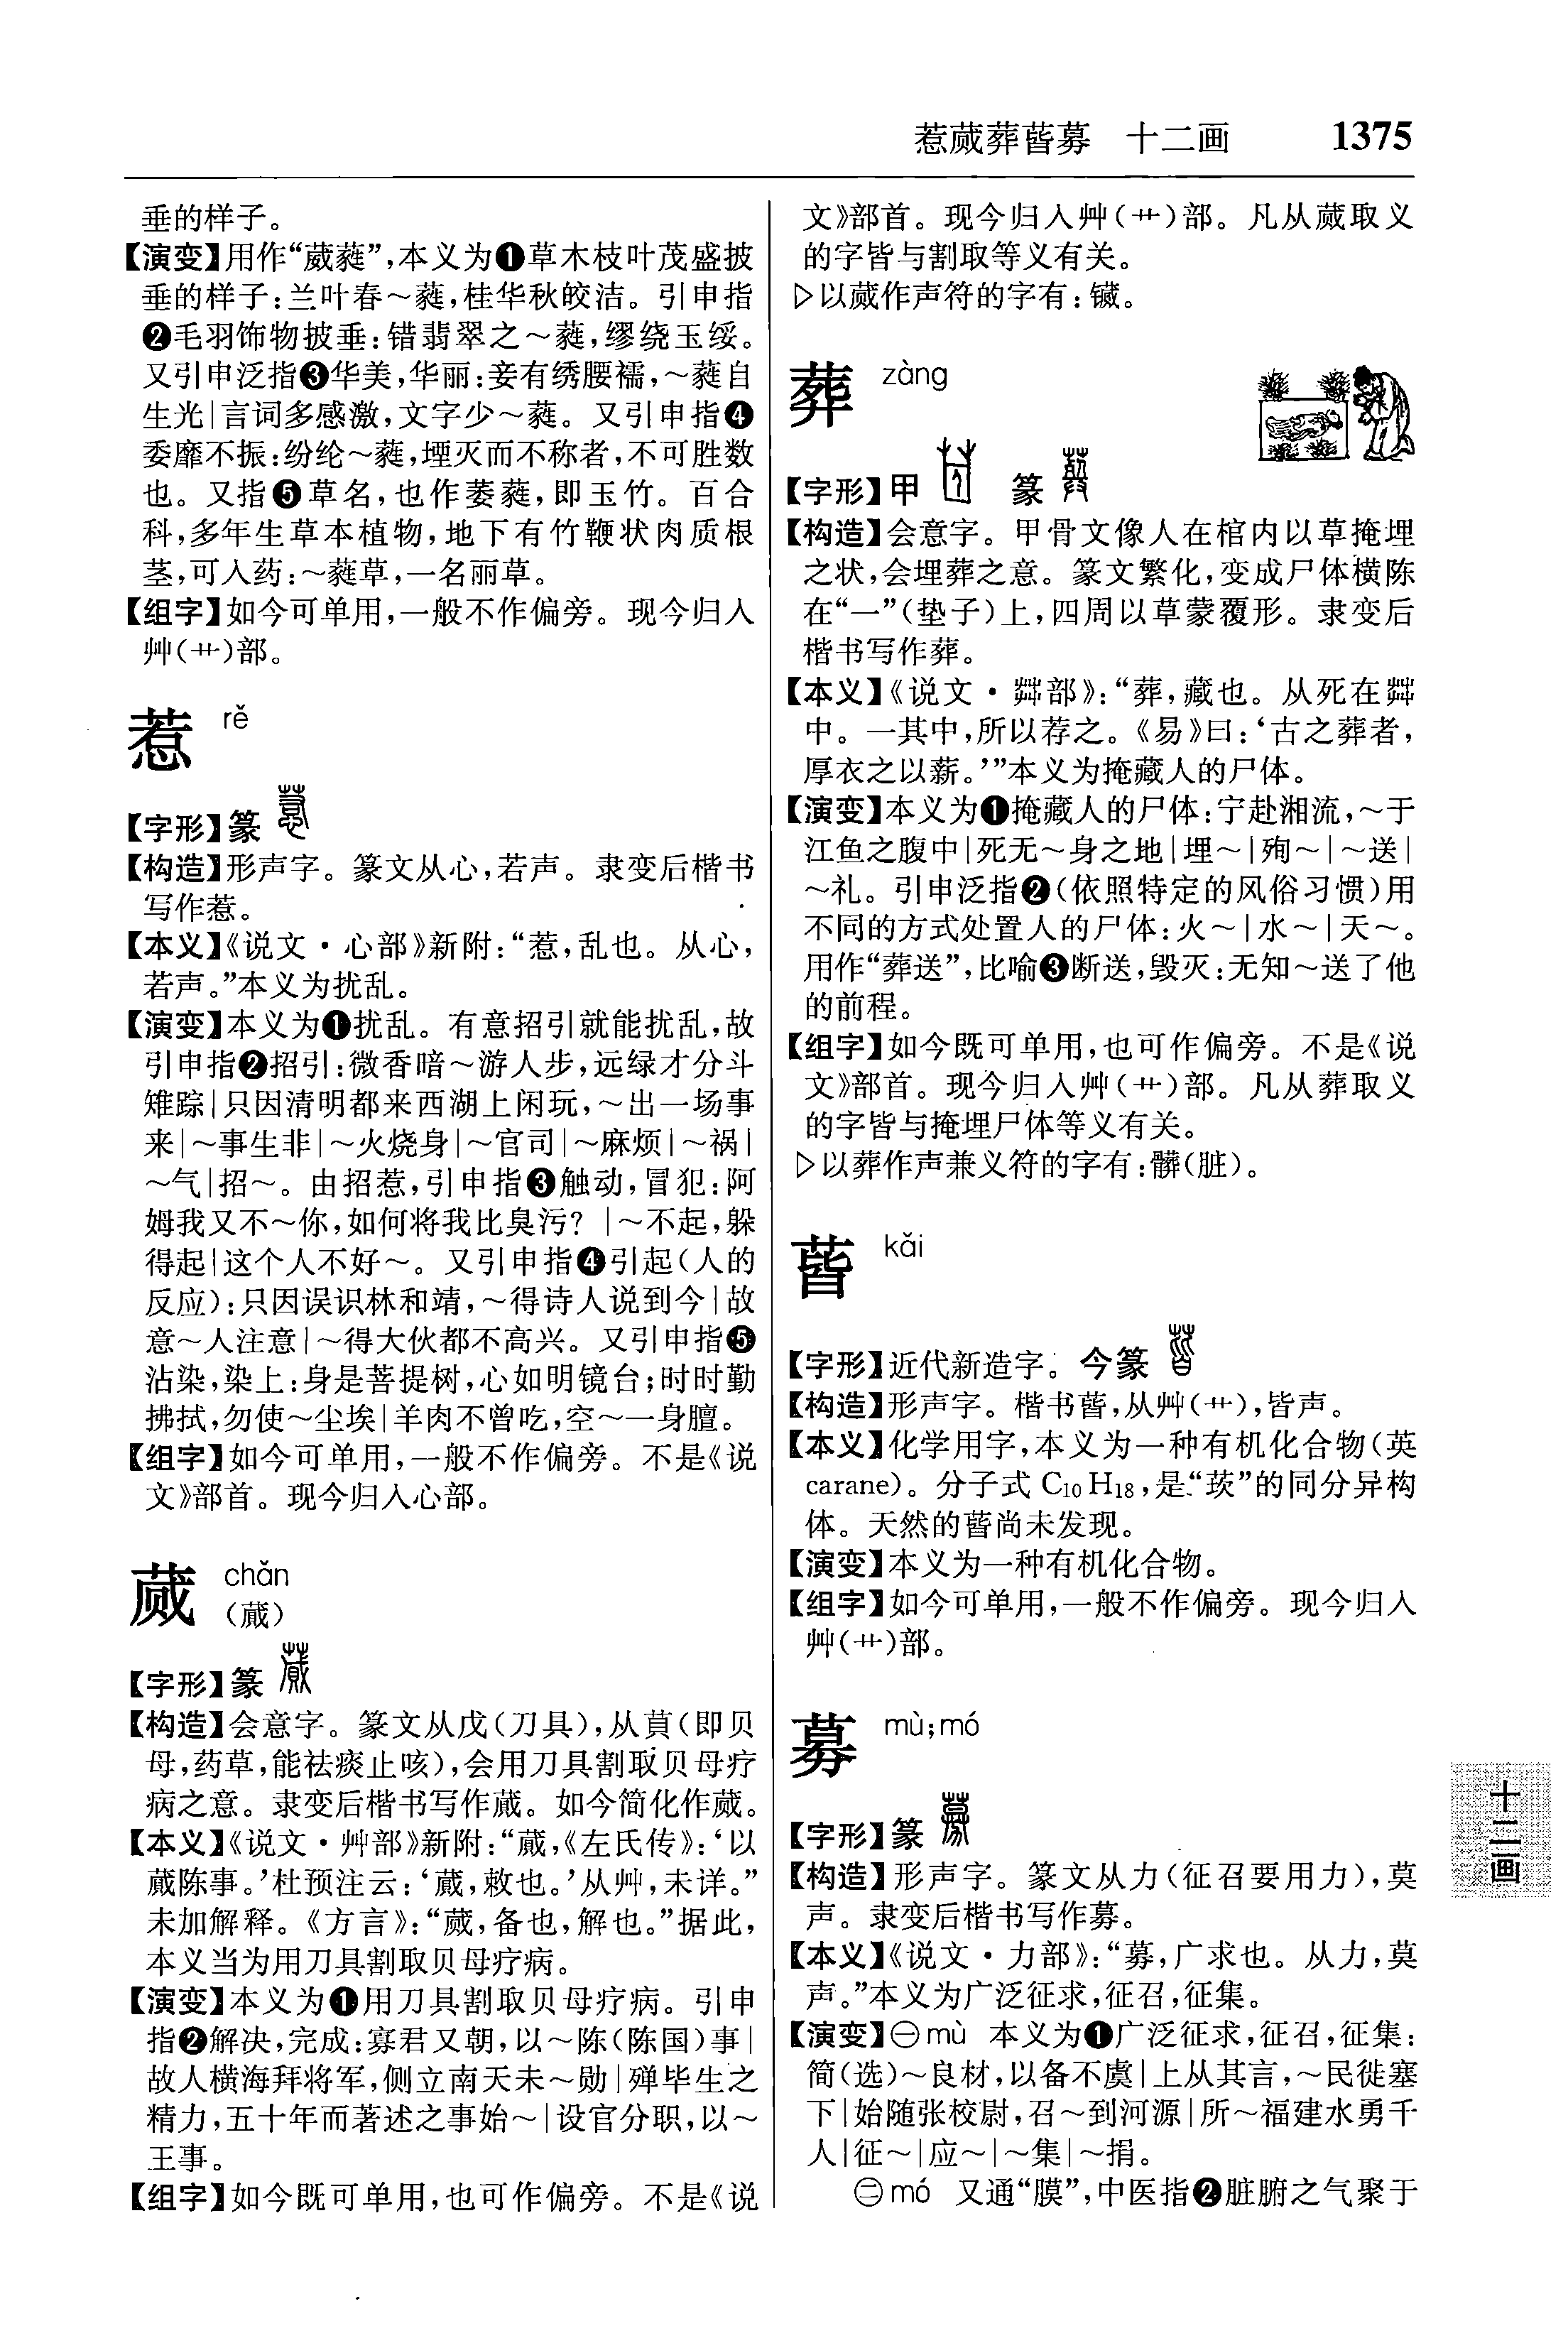 惹蒇葬蒈募 十二画 1375
垂的样子。
【演变】用作“葳蕤”,本义为❶草木枝叶茂盛披
垂的样子:兰叶春～蕤,桂华秋皎洁。引申指
❷毛羽饰物披垂:错翡翠之～蕤,缪绕玉绥。
又引申泛指❸华美,华丽:妾有绣腰襦,～蕤自
生光|言词多感激,文字少～蕤。又引申指❹
委靡不振:纷纶～蕤,堙灭而不称者,不可胜数
也。又指❺草名,也作萎蕤,即玉竹。百合
科,多年生草本植物,地下有竹鞭状肉质根
茎,可入药:～蕤草,一名丽草。
【组字】如今可单用,一般不作偏旁。现今归入
艸(艹)部。
惹 rě
【字形】篆
【构造】形声字。篆文从心,若声。隶变后楷书
写作惹。
【本义】《说文·心部》新附:“惹,乱也。从心,
若声。”本义为扰乱。
【演变】本义为❶扰乱。有意招引就能扰乱,故
引申指❷招引:微香暗～游人步,远绿才分斗
雉踪|只因清明都来西湖上闲玩,～出一场事
来|～事生非|～火烧身|～官司|～麻烦|～祸|
～气|招～。由招惹,引申指❸触动,冒犯:阿
姆我又不～你,如何将我比臭污?|～不起,躲
得起|这个人不好～。又引申指❹引起(人的
反应):只因误识林和靖,～得诗人说到今|故
意～人注意|～得大伙都不高兴。又引申指❺
沾染,染上:身是菩提树,心如明镜台;时时勤
拂拭,勿使～尘埃|羊肉不曾吃,空～一身膻。
【组字】如今可单用,一般不作偏旁。不是《说
文》部首。现今归入心部。
蒇 chǎn
(蕆)
【字形】篆
【构造】会意字。篆文从戊(刀具),从萯(即贝
母,药草,能祛痰止咳),会用刀具割取贝母疗
病之意。隶变后楷书写作蕆。如今简化作蒇。
【本义】《说文·艸部》新附:“蕆,《左氏传》:‘以
蕆陈事。’杜预注云:‘蕆,敕也。’从艸,未详。”
未加解释。《方言》:“蒇,备也,解也。”据此,
本义当为用刀具割取贝母疗病。
【演变】本义为❶用刀具割取贝母疗病。引申
指❷解决,完成:寡君又朝,以～陈(陈国)事|
故人横海拜将军,侧立南天未～勋|殚毕生之
精力,五十年而著述之事始～|设官分职,以～
王事。
【组字】如今既可单用,也可作偏旁。不是《说
文》部首。现今归入艸(艹)部。凡从蒇取义
的字皆与割取等义有关。
▷以蒇作声符的字有:䦂。
葬 zàng
【字形】甲 篆
【构造】会意字。甲骨文像人在棺内以草掩埋
之状,会埋葬之意。篆文繁化,变成尸体横陈
在“一”(垫子)上,四周以草蒙覆形。隶变后
楷书写作葬。
【本义】《说文·茻部》:“葬,藏也。从死在茻
中。一其中,所以荐之。《易》曰:‘古之葬者,
厚衣之以薪。’”本义为掩藏人的尸体。
【演变】本义为❶掩藏人的尸体:宁赴湘流,～于
江鱼之腹中|死无～身之地|埋～|殉～|～送|
～礼。引申泛指❷(依照特定的风俗习惯)用
不同的方式处置人的尸体:火～|水～|天～。
用作“葬送”,比喻❸断送,毁灭:无知～送了他
的前程。
【组字】如今既可单用,也可作偏旁。不是《说
文》部首。现今归入艸(艹)部。凡从葬取义
的字皆与掩埋尸体等义有关。
▷以葬作声兼义符的字有:髒(脏)。
蒈 kǎi
【字形】近代新造字。今篆
【构造】形声字。楷书蒈,从艸(艹),皆声。
【本义】化学用字,本义为一种有机化合物(英
carane)。分子式 C10H18,是“莰”的同分异构
体。天然的蒈尚未发现。
【演变】本义为一种有机化合物。
【组字】如今可单用,一般不作偏旁。现今归入
艸(艹)部。
募 mù;mó
【字形】篆
【构造】形声字。篆文从力(征召要用力),莫
声。隶变后楷书写作募。
【本义】《说文·力部》:“募,广求也。从力,莫
声。”本义为广泛征求,征召,征集。
【演变】㊀mù 本义为❶广泛征求,征召,征集:
简(选)～良材,以备不虞|上从其言,～民徙塞
下|始随张校尉,召～到河源|所～福建水勇千
人|征～|应～|～集|～捐。
㊁mó 又通“膜”,中医指❷脏腑之气聚于
十二画